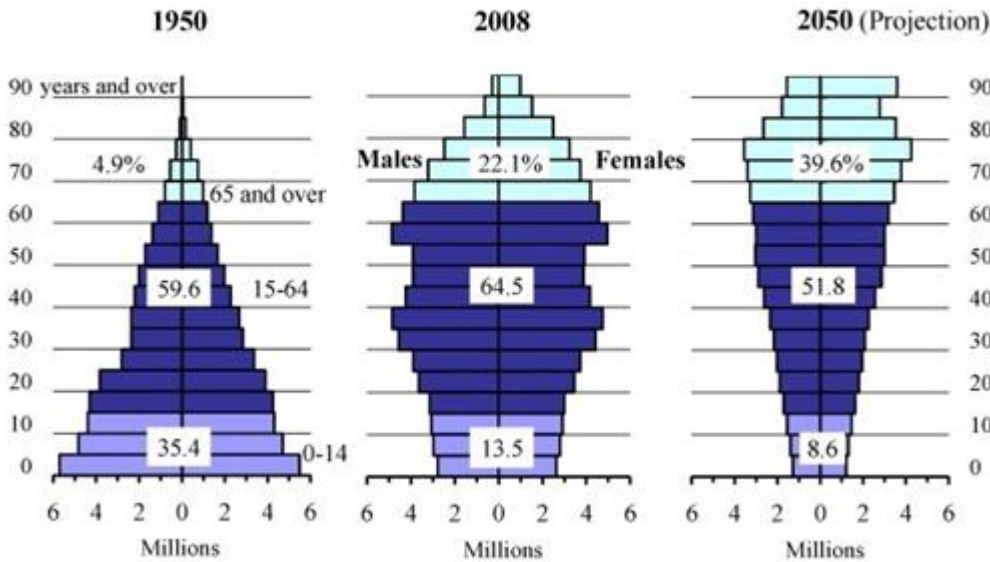 1950 2008 2050 (Projection)
90 years and over 90
80 80
4.9% Males 22.1% Females 39.6%
70 70
65 and over
60 60
50 50
59.6 15-64 64.5 51.8
40 40
30 30
20 20
10 10
35.4 0-14 13.5 8.6
0 0
6 4 2 0 2 4 6 6 4 2 0 2 4 6 6 4 2 0 2 4 6
Millions Millions Millions